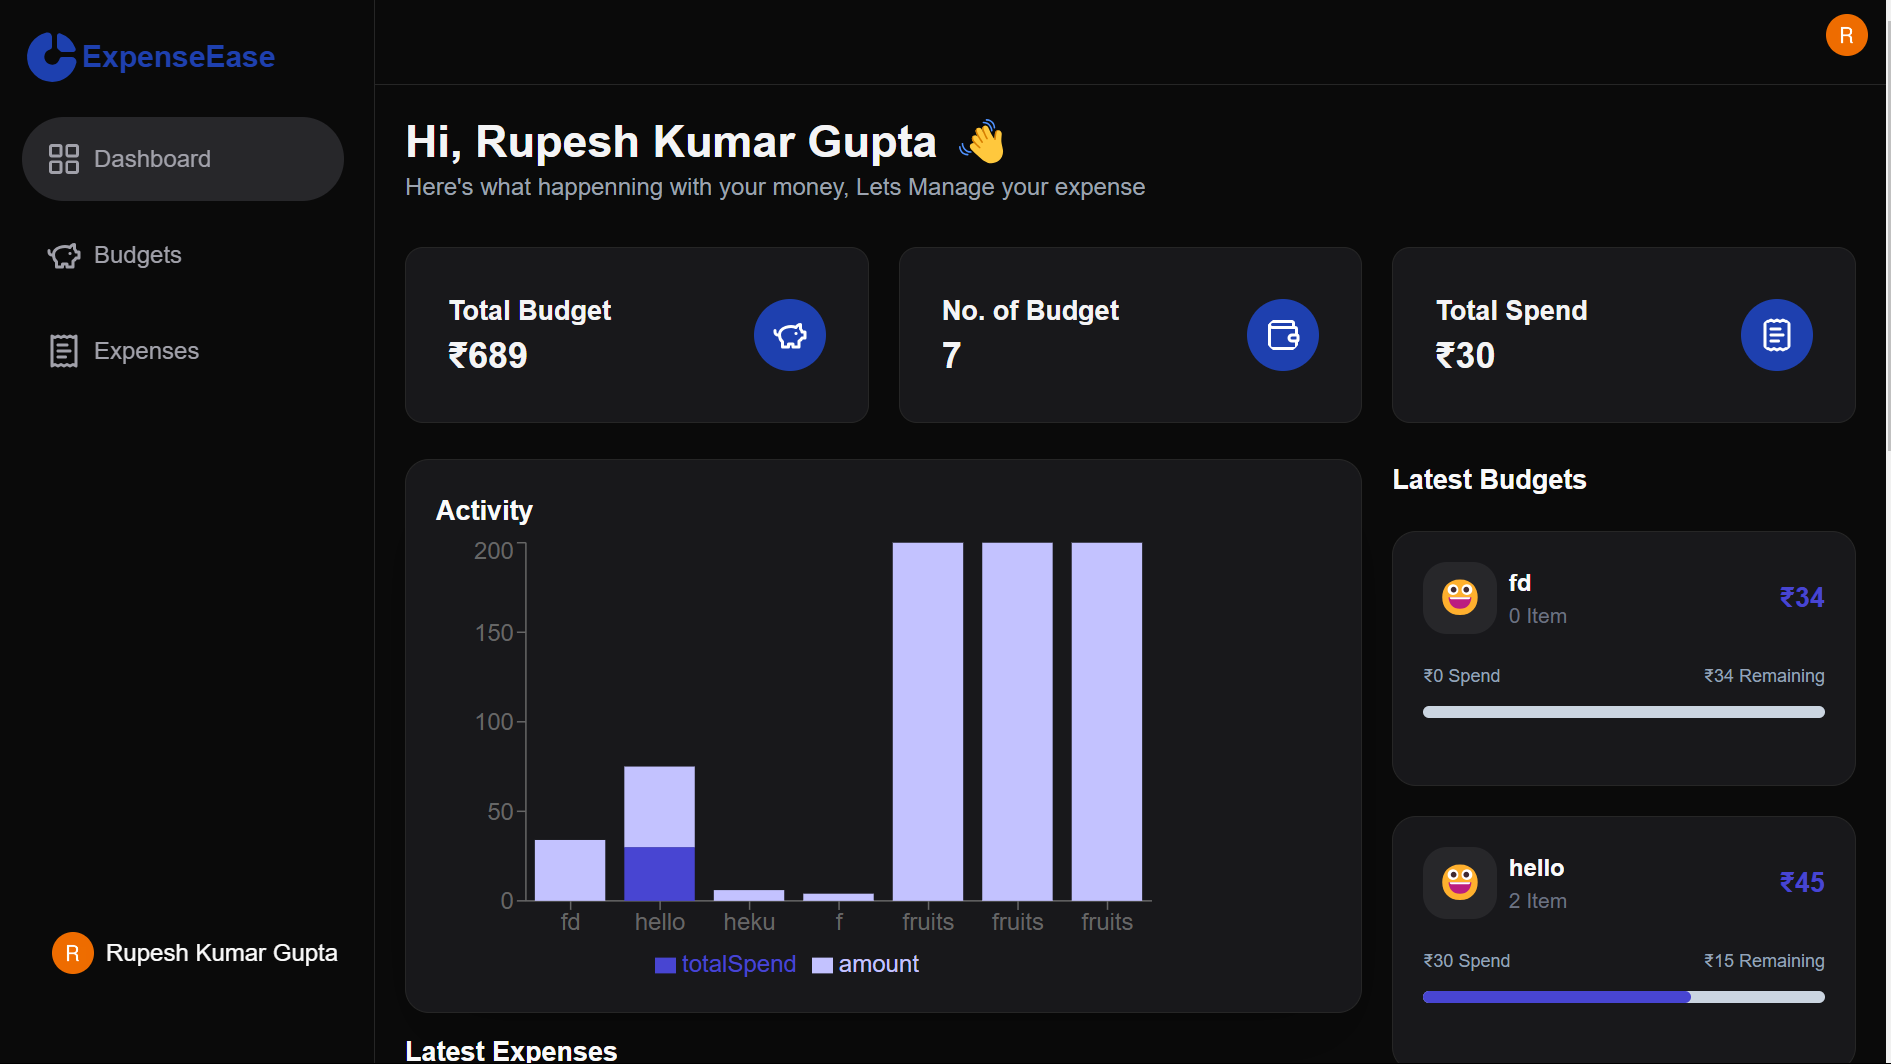 ExpenseEase
Dashboard
Budgets
Expenses
R Rupesh Kumar Gupta
R
Hi, Rupesh Kumar Gupta 👋
Here's what happenning with your money, Lets Manage your expense
Total Budget
₹689
No. of Budget
7
Total Spend
₹30
Activity
200
150
100
50
0
fd hello heku f fruits fruits fruits
totalSpend amount
Latest Budgets
fd
0 Item
₹34
₹0 Spend ₹34 Remaining
hello
2 Item
₹45
₹30 Spend ₹15 Remaining
Latest Expenses